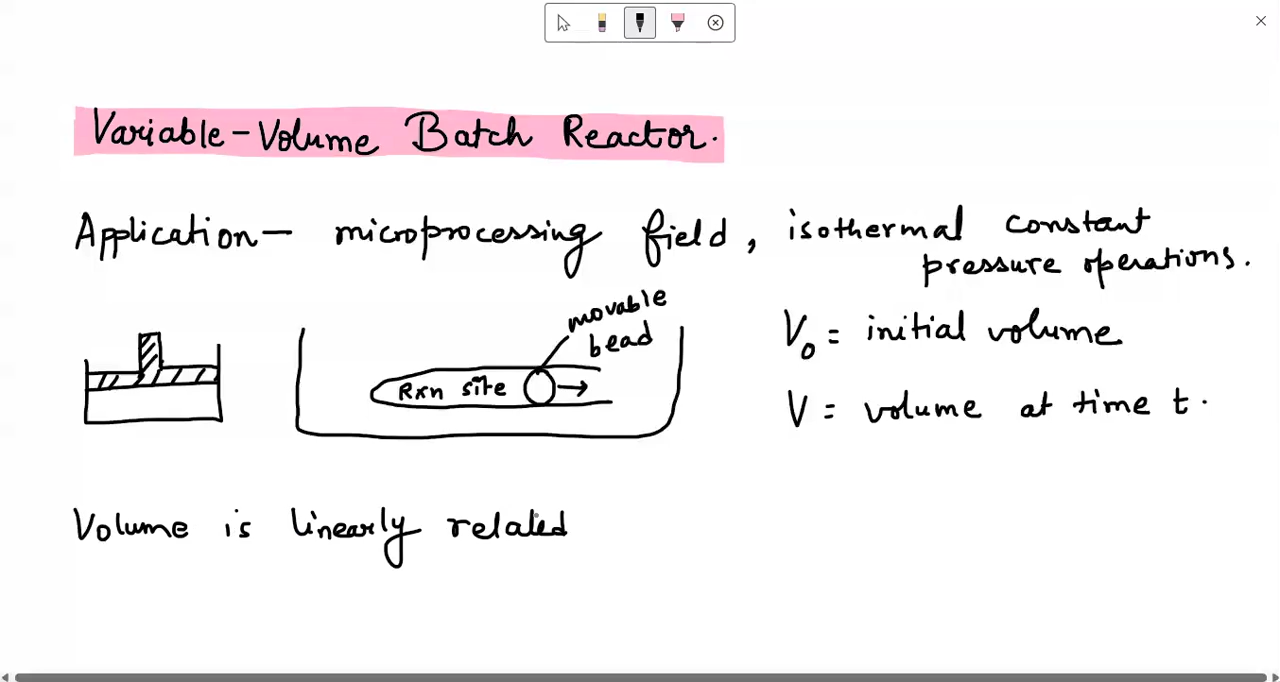 Variable-Volume Batch Reactor.
Application- microprocessing field, isothermal constant
pressure operations.
movable
bead
Rxn site
V₀ = initial volume
V = volume at time t.
Volume is linearly related